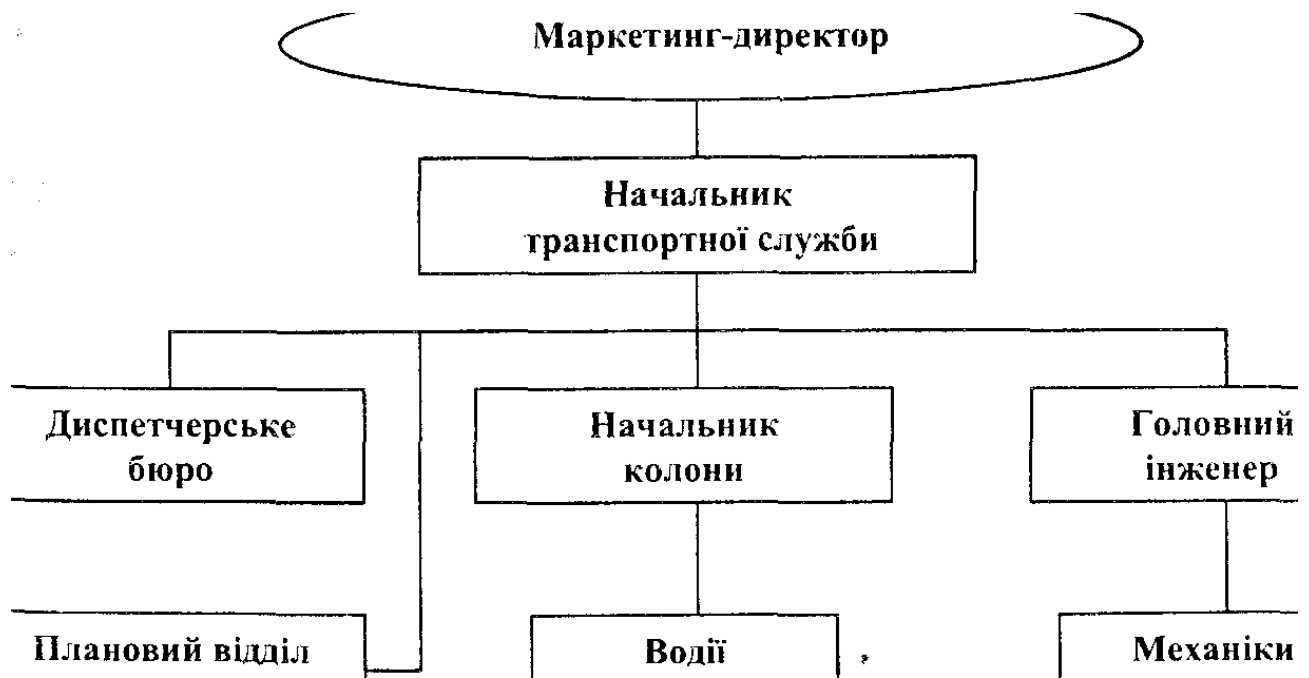 Маркетинг-директор
Начальник
транспортної служби
Диспетчерське
бюро
Начальник
колони
Головний
інженер
Плановий відділ
Водії
Механіки